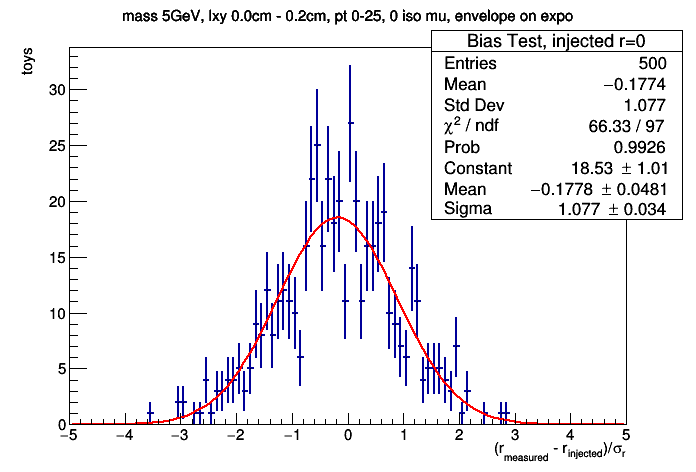 mass 5GeV, lxy 0.0cm - 0.2cm, pt 0-25, 0 iso mu, envelope on expo
Bias Test, injected r=0
Entries 500
Mean −0.1774
Std Dev 1.077
χ² / ndf 66.33 / 97
Prob 0.9926
Constant 18.53 ± 1.01
Mean −0.1778 ± 0.0481
Sigma 1.077 ± 0.034
toys
30
25
20
15
10
5
0
−5 −4 −3 −2 −1 0 1 2 3 4 5
(r_measured - r_injected)/σ_r